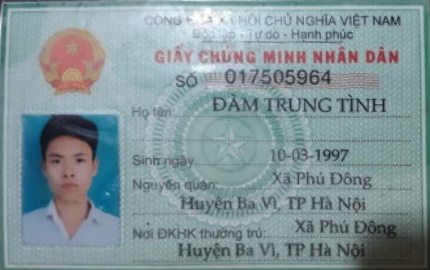 CỘNG HÒA XÃ HỘI CHỦ NGHĨA VIỆT NAM
Độc lập - Tự do - Hạnh phúc
GIẤY CHỨNG MINH NHÂN DÂN
SỐ 017505964
Họ tên: ĐÀM TRUNG TÌNH
Sinh ngày 10-03-1997
Nguyên quán: Xã Phú Đông
Huyện Ba Vì, TP Hà Nội
Nơi ĐKHK thường trú: Xã Phú Đông
Huyện Ba Vì, TP Hà Nội